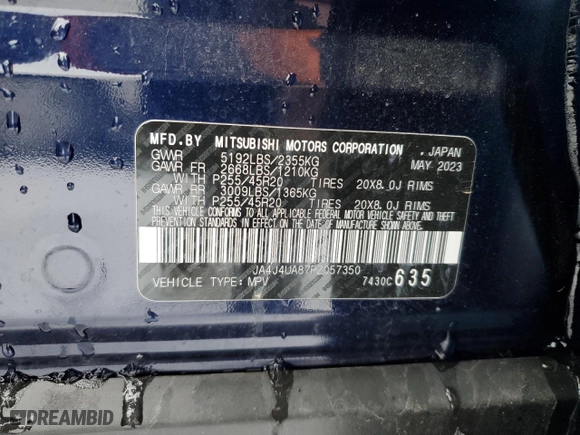 MFD.BY MITSUBISHI MOTORS CORPORATION , JAPAN
GVWR 5192LBS/2355KG MAY 2023
GAWR FR 2668LBS/1210KG
WITH P255/45R20 TIRES 20X8.0J RIMS
GAWR RR 3009LBS/1365KG
WITH P255/45R20 TIRES 20X8.0J RIMS
THIS VEHICLE CONFORMS TO ALL APPLICABLE FEDERAL MOTOR VEHICLE SAFETY AND THEFT
PREVENTION STANDARDS IN EFFECT ON THE DATE OF MANUFACTURE SHOWN ABOVE.
JA4J4UA87PZ057350
VEHICLE TYPE: MPV 7430C 635
DREAMBID